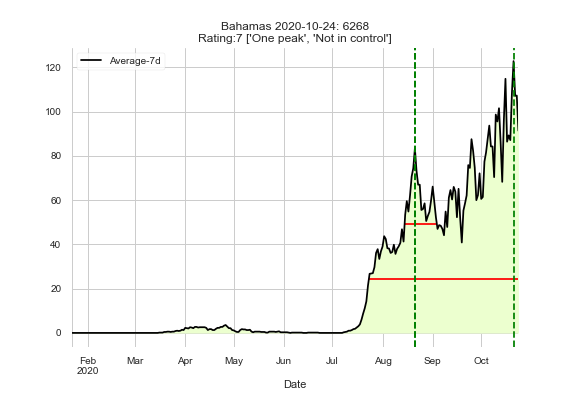 Bahamas 2020-10-24: 6268
Rating:7 ['One peak', 'Not in control']
Average-7d
120
100
80
60
40
20
0
Feb Mar Apr May Jun Jul Aug Sep Oct
2020
Date